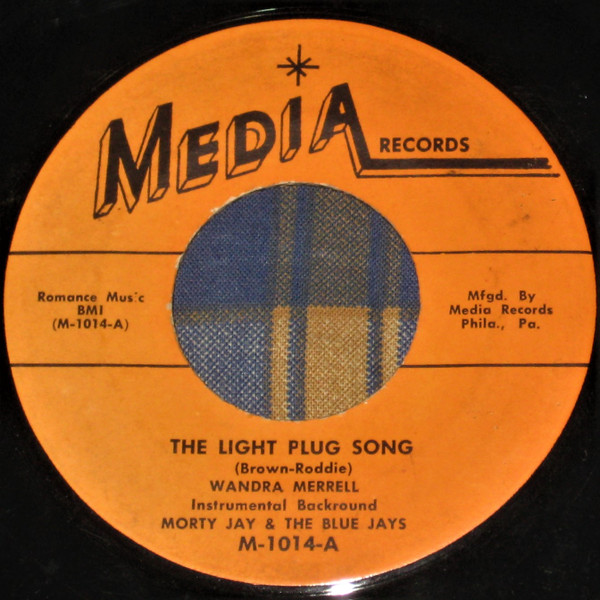 MEDIA RECORDS
Romance Music
BMI
(M-1014-A)
Mfgd. By
Media Records
Phila., Pa.
THE LIGHT PLUG SONG
(Brown-Roddie)
WANDRA MERRELL
Instrumental Backround
MORTY JAY & THE BLUE JAYS
M-1014-A